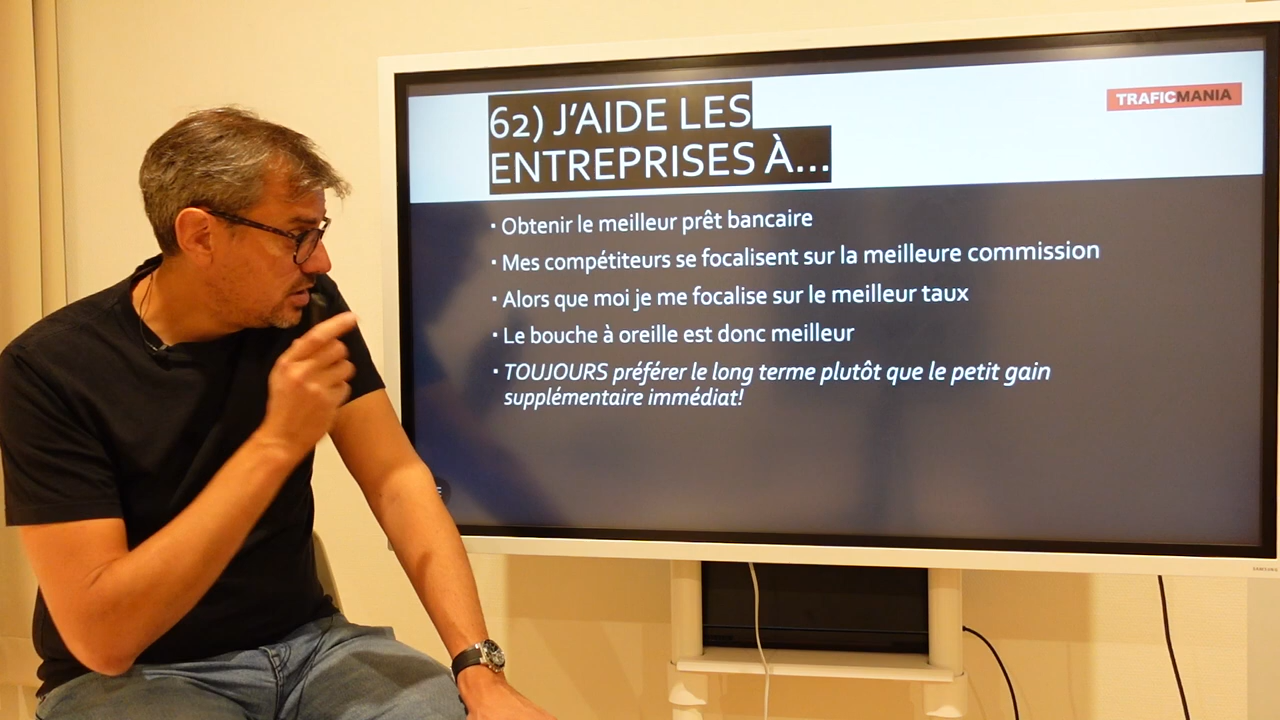 62) J'AIDE LES
ENTREPRISES À...
TRAFICMANIA
· Obtenir le meilleur prêt bancaire
· Mes compétiteurs se focalisent sur la meilleure commission
· Alors que moi je me focalise sur le meilleur taux
· Le bouche à oreille est donc meilleur
· TOUJOURS préférer le long terme plutôt que le petit gain
supplémentaire immédiat!
SAMSUNG